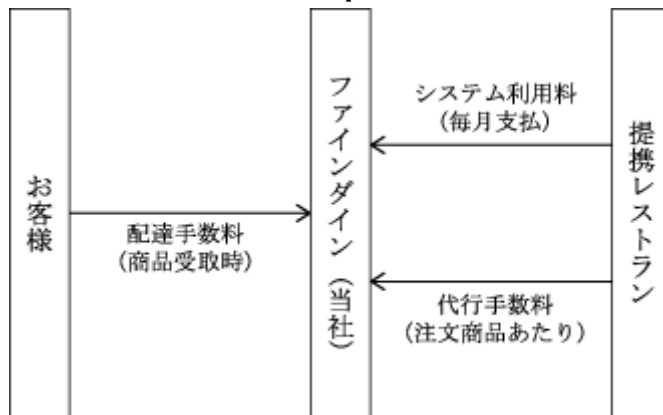 お客様
配達手数料
(商品受取時)
ファインダイン(当社)
システム利用料
(毎月支払)
代行手数料
(注文商品あたり)
提携レストラン